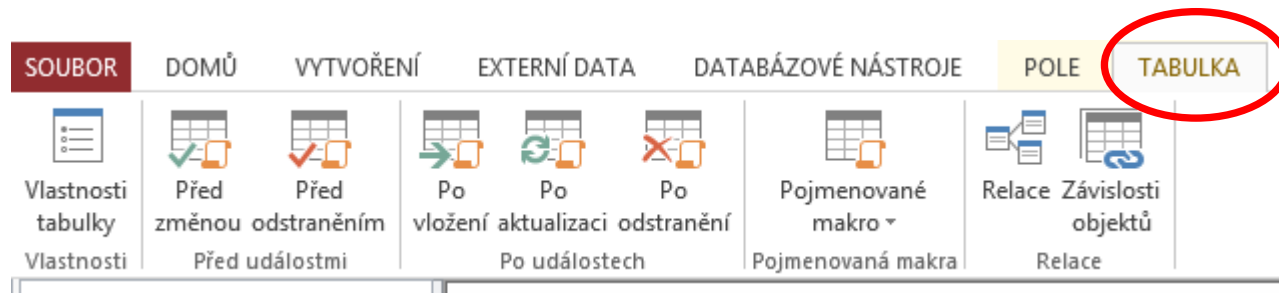 SOUBOR DOMŮ VYTVOŘENÍ EXTERNÍ DATA DATABÁZOVÉ NÁSTROJE POLE TABULKA
Vlastnosti Před Před Po Po Po Pojmenované Relace Závislosti
tabulky změnou odstraněním vložení aktualizaci odstranění makro objektů
Vlastnosti Před událostmi Po událostech Pojmenovaná makra Relace